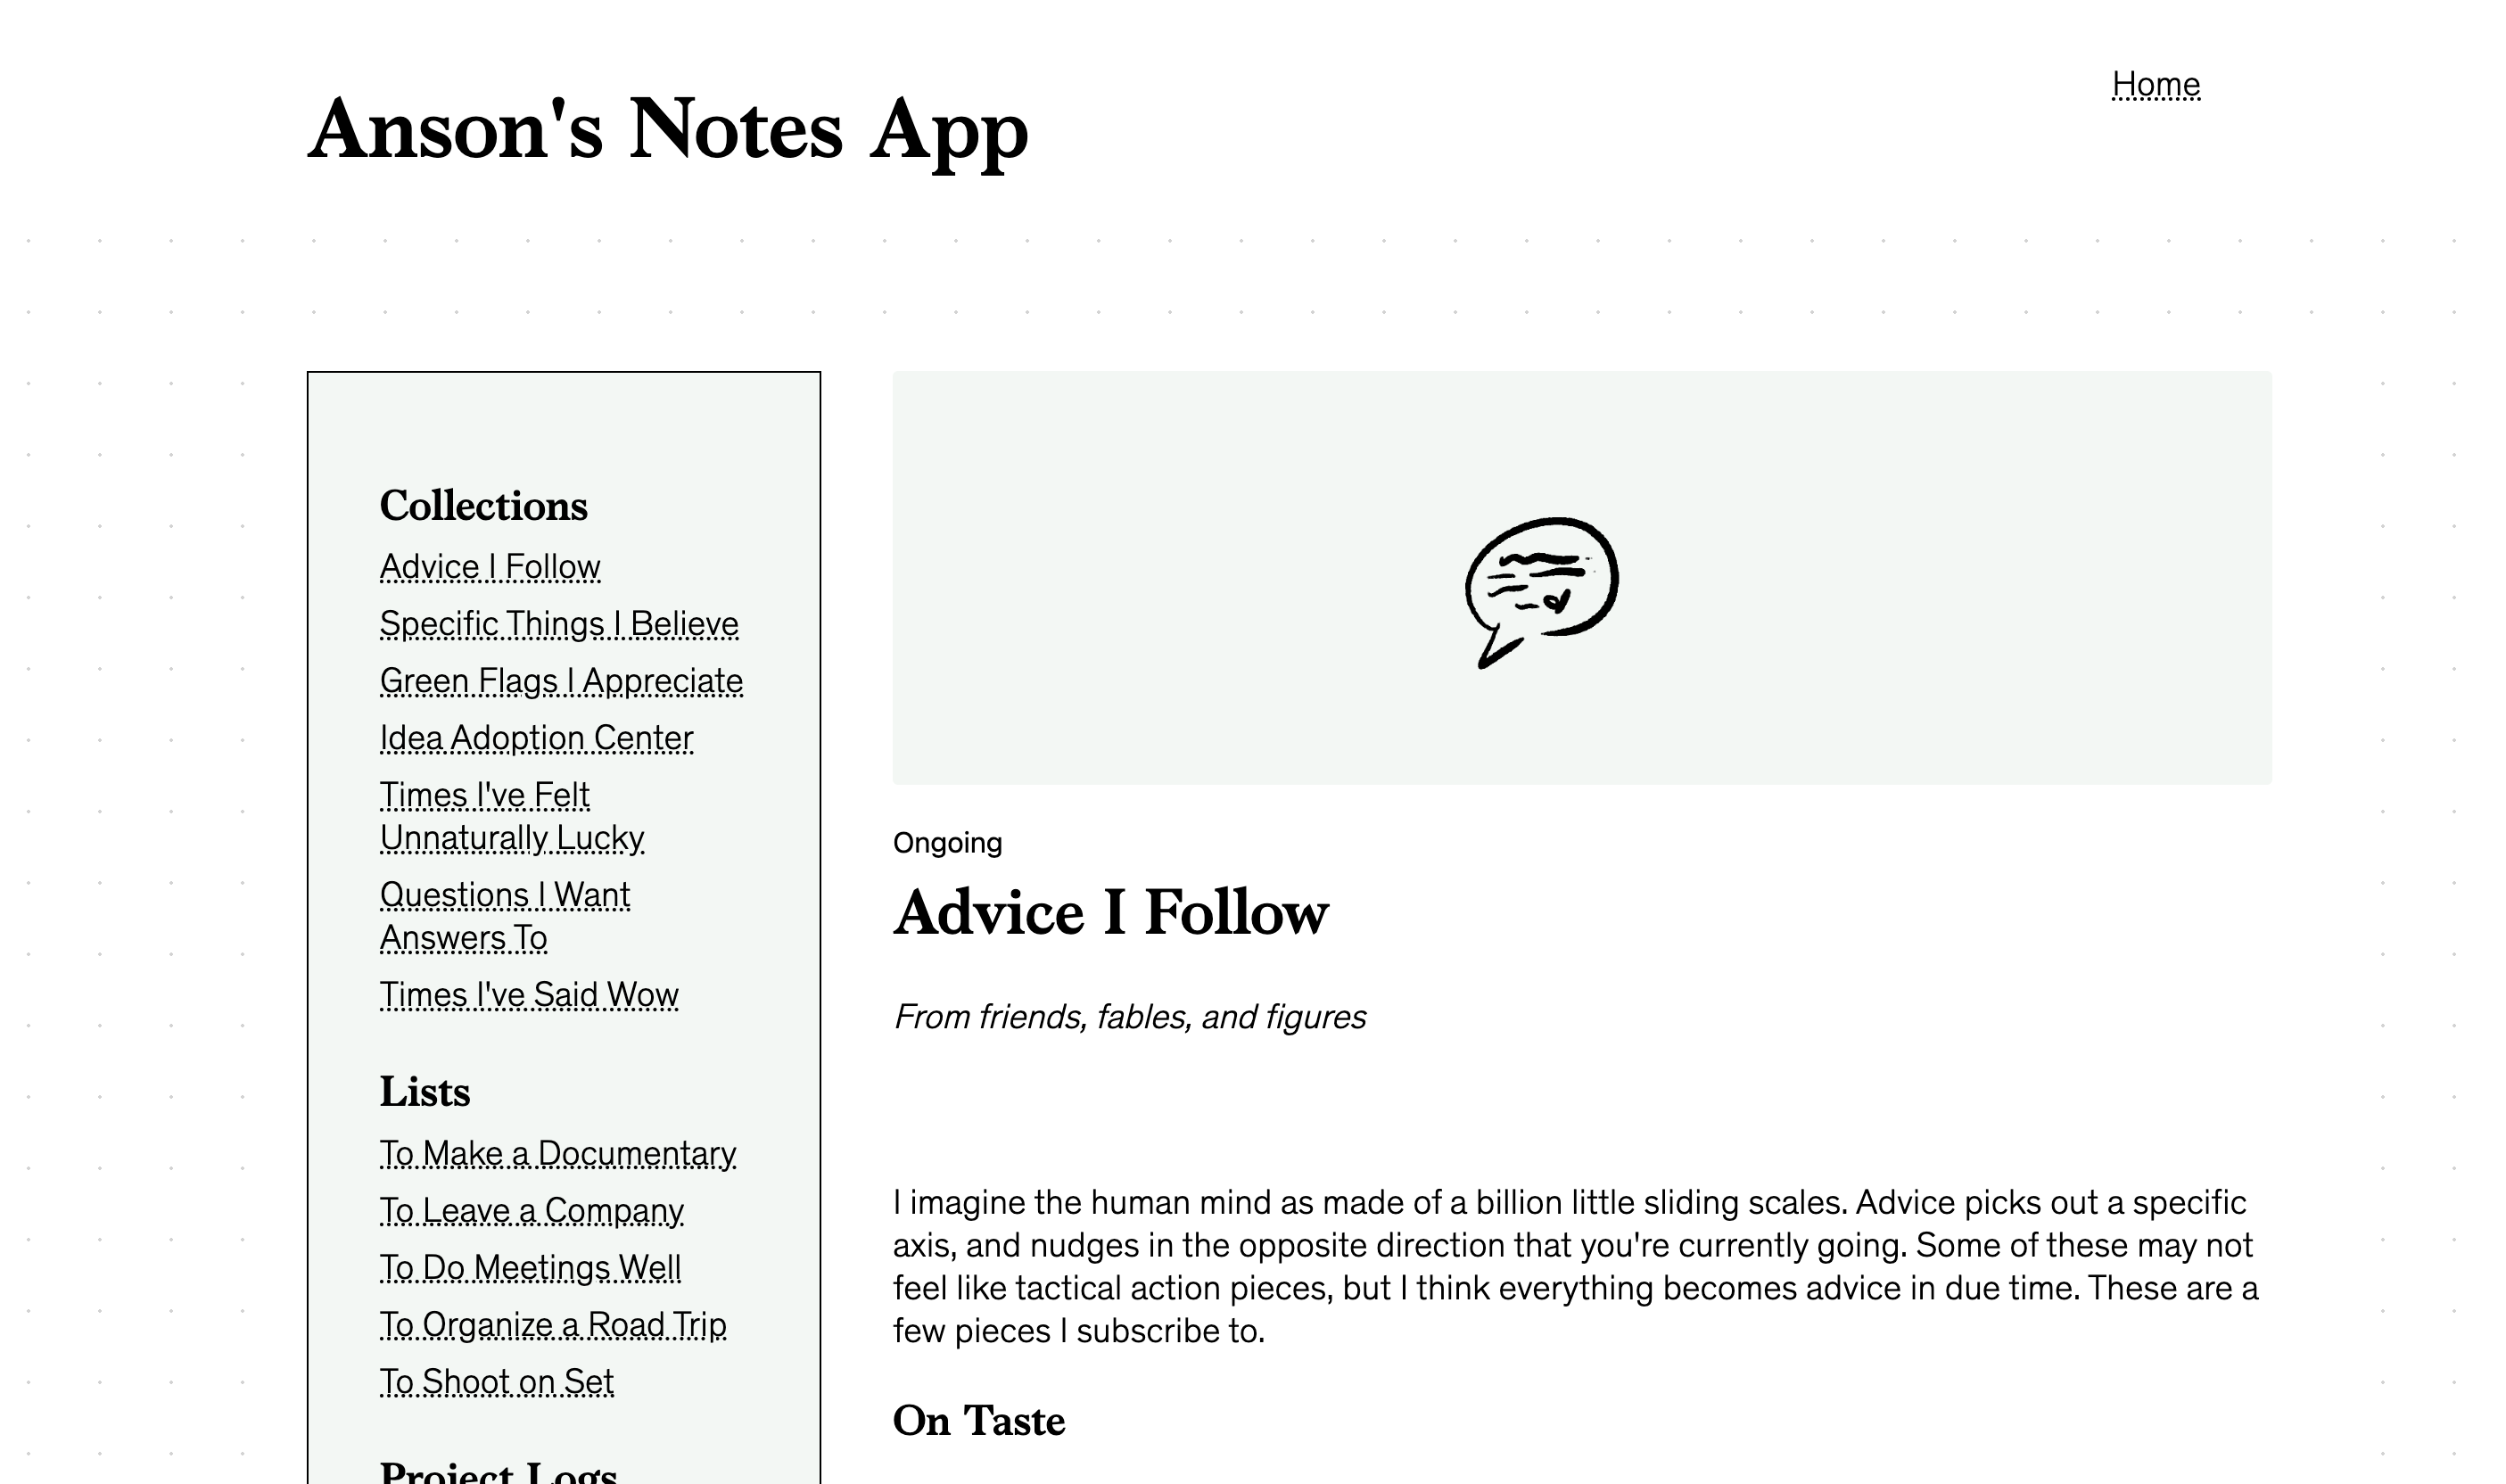 Anson's Notes App
Home
Collections
Advice I Follow
Specific Things I Believe
Green Flags I Appreciate
Idea Adoption Center
Times I've Felt
Unnaturally Lucky
Questions I Want
Answers To
Times I've Said Wow
Lists
To Make a Documentary
To Leave a Company
To Do Meetings Well
To Organize a Road Trip
To Shoot on Set
Project Logs
Ongoing
Advice I Follow
From friends, fables, and figures
I imagine the human mind as made of a billion little sliding scales. Advice picks out a specific
axis, and nudges in the opposite direction that you're currently going. Some of these may not
feel like tactical action pieces, but I think everything becomes advice in due time. These are a
few pieces I subscribe to.
On Taste